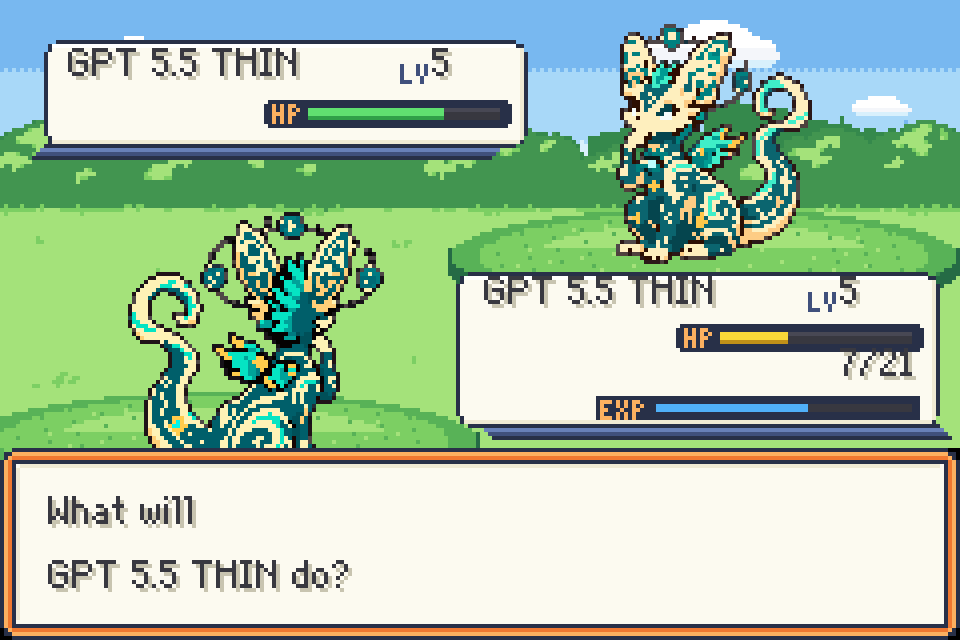 GPT 5.5 THIN Lv5
HP
GPT 5.5 THIN Lv5
HP
7/21
EXP
What will
GPT 5.5 THIN do?